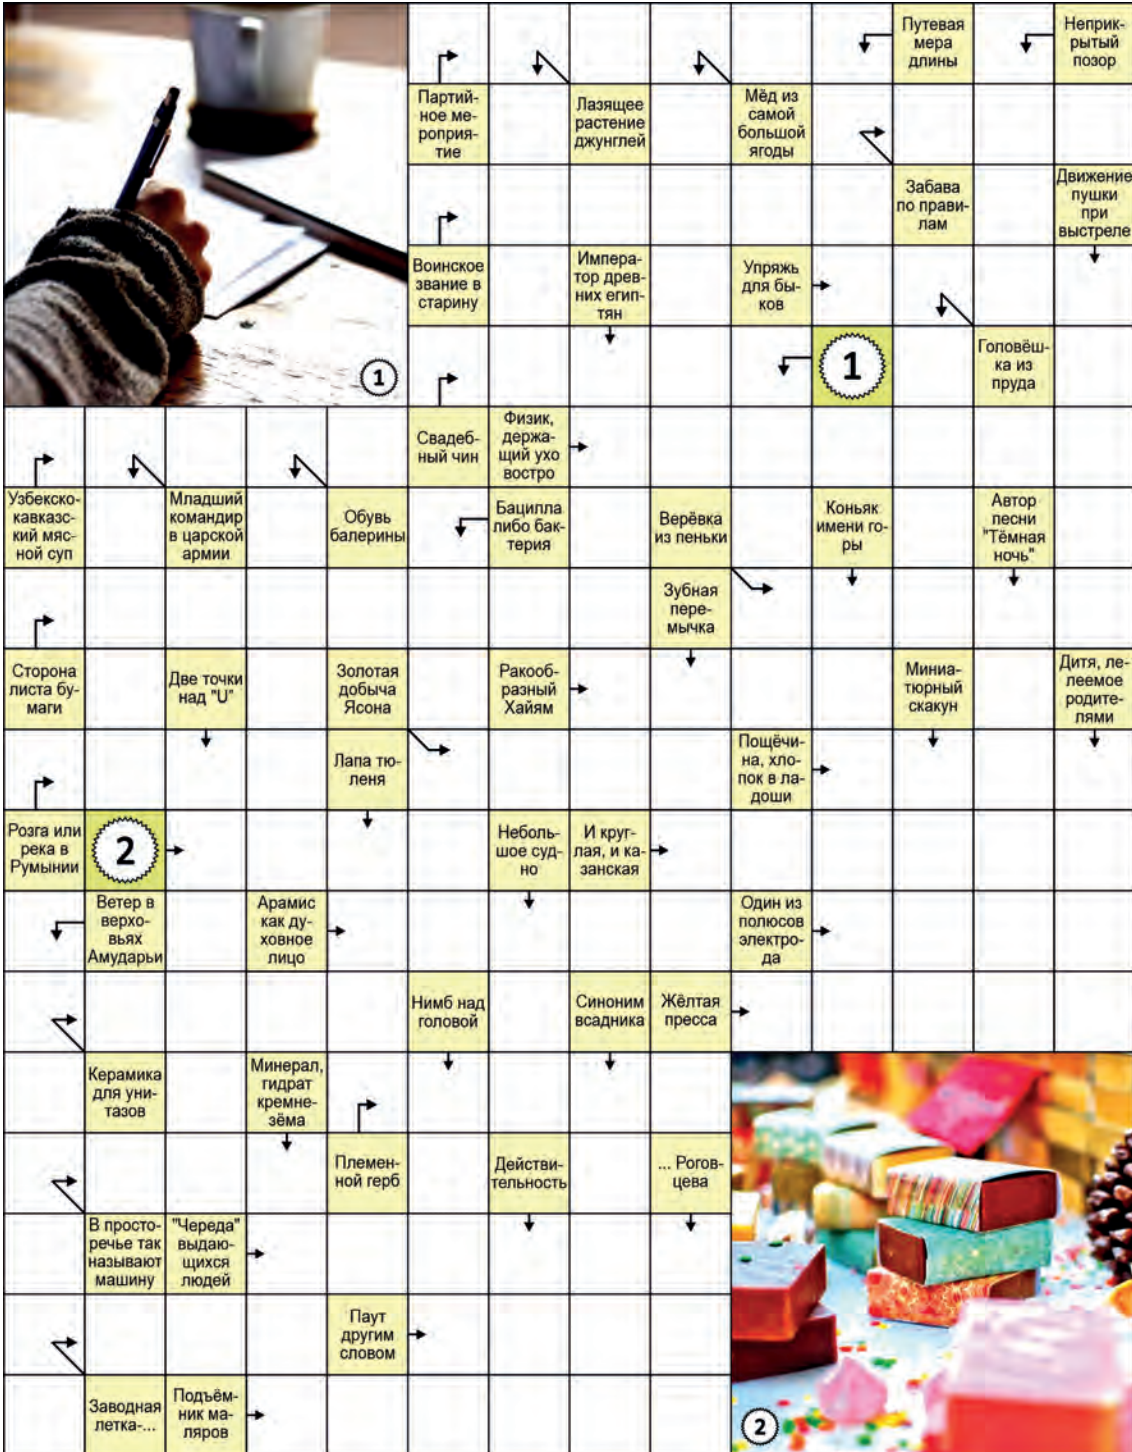 Путевая
мера
длины
Неприк-
рытый
позор
Партий-
ное ме-
роприя-
тие
Лазящее
растение
джунглей
Мёд из
самой
большой
ягоды
Забава
по прави-
лам
Движение
пушки
при
выстреле
Воинское
звание в
старину
Импера-
тор древ-
них егип-
тян
Упряжь
для бы-
ков
1
1
Головёш-
ка из
пруда
Свадеб-
ный чин
Физик,
держа-
щий ухо
востро
Узбекско-
кавказс-
кий мяс-
ной суп
Младший
командир
в царской
армии
Обувь
балерины
Бацилла
либо бак-
терия
Верёвка
из пеньки
Коньяк
имени го-
ры
Автор
песни
"Тёмная
ночь"
Зубная
пере-
мычка
Сторона
листа бу-
маги
Две точки
над "U"
Золотая
добыча
Ясона
Ракооб-
разный
Хайям
Миниа-
тюрный
скакун
Дитя, ле-
леемое
родите-
лями
Лапа тю-
леня
Пощёчи-
на, хло-
пок в ла-
доши
Розга или
река в
Румынии
2
Неболь-
шое суд-
но
И круг-
лая, и ка-
занская
Ветер в
верхо-
вьях
Амударьи
Арамис
как ду-
ховное
лицо
Один из
полюсов
электро-
да
Нимб над
головой
Синоним
всадника
Жёлтая
пресса
Керамика
для уни-
тазов
Минерал,
гидрат
кремне-
зёма
Племен-
ной герб
Действи-
тельность
... Рогов-
цева
В просто-
речье так
называют
машину
"Череда"
выдаю-
щихся
людей
Паут
другим
словом
Заводная
летка-...
Подъём-
ник ма-
ляров
2